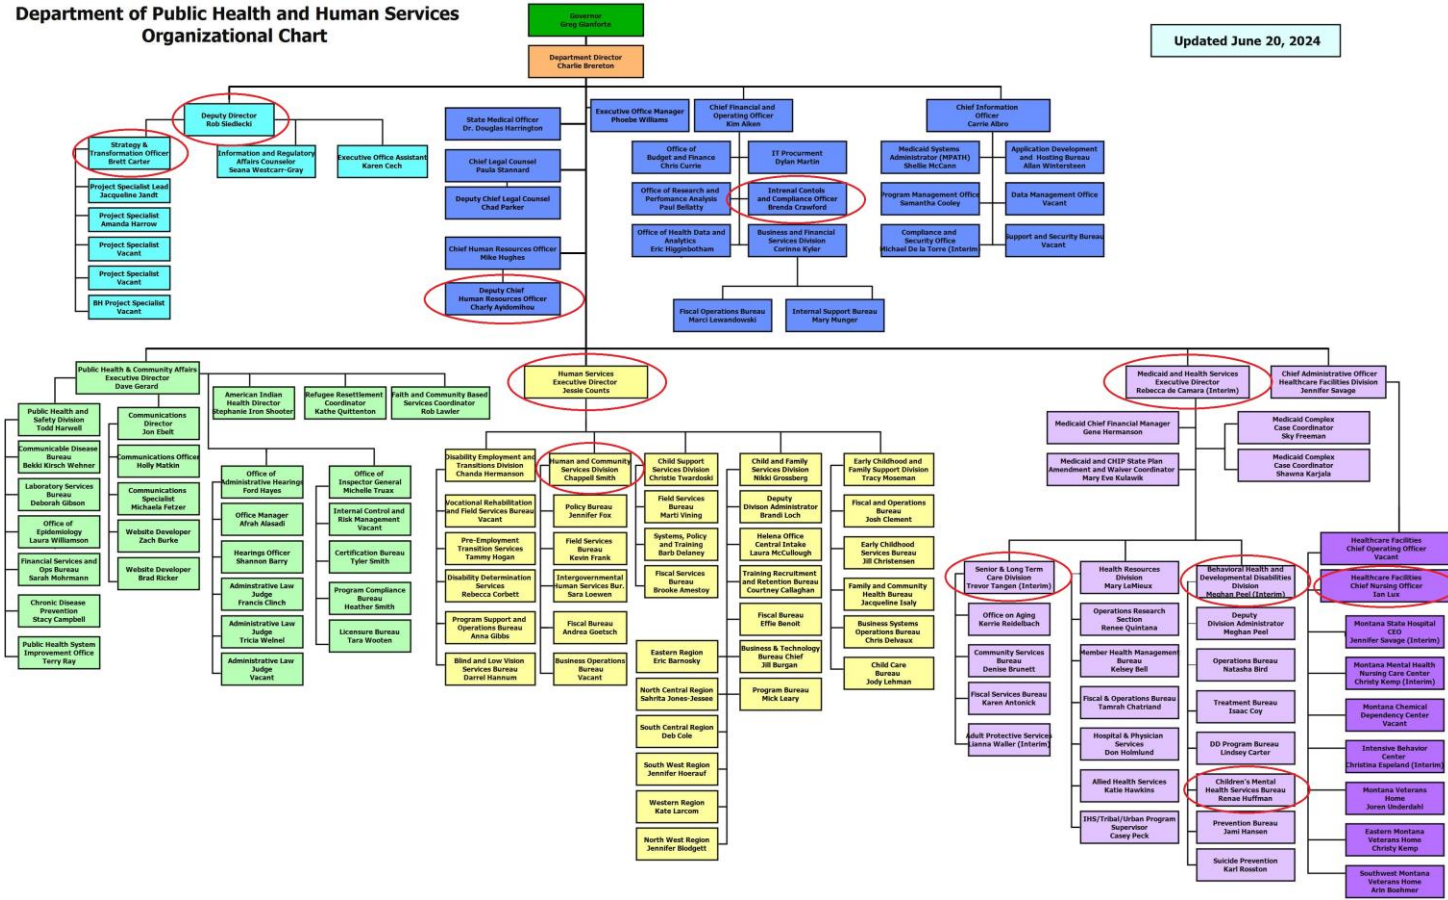 Department of Public Health and Human Services
Organizational Chart
Governor
Greg Gianforte
Department Director
Charlie Brereton
Updated June 20, 2024
Deputy Director
Rob Siedlecki
Strategy &
Transformation Officer
Brett Carter
Information and Regulatory
Affairs Counselor
Seana Westcarr-Gray
Executive Office Assistant
Karen Cech
Project Specialist Lead
Jacqueline Jandt
Project Specialist
Amanda Harrow
Project Specialist
Vacant
Project Specialist
Vacant
BH Project Specialist
Vacant
State Medical Officer
Dr. Douglas Harrington
Chief Legal Counsel
Paula Stannard
Deputy Chief Legal Counsel
Chad Parker
Chief Human Resources Officer
Mike Hughes
Deputy Chief
Human Resources Officer
Charly Ayidomihou
Executive Office Manager
Phoebe Williams
Chief Financial and
Operating Officer
Kim Aiken
Office of
Budget and Finance
Chris Currie
IT Procurment
Dylan Martin
Office of Research and
Perfomance Analysis
Paul Bellatty
Intrenal Contols
and Compliance Officer
Brenda Crawford
Office of Health Data and
Analytics
Eric Higginbotham
Business and Financial
Services Division
Corinne Kyler
Fiscal Operations Bureau
Marci Lewandowski
Internal Support Bureau
Mary Munger
Chief Information
Officer
Carrie Albro
Medicaid Systems
Administrator (MPATH)
Shellie McCann
Application Development
and Hosting Bureau
Allan Wintersteen
Program Management Office
Samantha Cooley
Data Management Office
Vacant
Compliance and
Security Office
Michael De la Torre (Interim)
Support and Security Bureau
Vacant
Public Health & Community Affairs
Executive Director
Dave Gerard
American Indian
Health Director
Stephanie Iron Shooter
Refugee Resettlement
Coordinator
Kathe Quittenton
Faith and Community Based
Services Coordinator
Rob Lawler
Public Health and
Safety Division
Todd Harwell
Communicable Disease
Bureau
Bekki Kirsch Wehner
Laboratory Services
Bureau
Deborah Gibson
Office of
Epidemiology
Laura Williamson
Financial Services and
Ops Bureau
Sarah Mohrmann
Chronic Disease
Prevention
Stacy Campbell
Public Health System
Improvement Office
Terry Ray
Communications
Director
Jon Ebelt
Communications Officer
Holly Matkin
Communications
Specialist
Michaela Fetzer
Website Developer
Zach Burke
Website Developer
Brad Ricker
Office of
Administrative Hearings
Ford Hayes
Office Manager
Afrah Alasadi
Hearings Officer
Shannon Barry
Adminstrative Law
Judge
Francis Clinch
Adminstrative Law
Judge
Tricia Welnel
Adminstrative Law
Judge
Vacant
Office of
Inspector General
Michelle Truax
Internal Control and
Risk Management
Vacant
Certification Bureau
Tyler Smith
Program Compliance
Bureau
Heather Smith
Licensure Bureau
Tara Wooten
Human Services
Executive Director
Jessie Counts
Disability Employment and
Transitions Division
Chanda Hermanson
Vocational Rehabilitation
and Field Services Bureau
Vacant
Pre-Employment
Transition Services
Tammy Hogan
Disability Determination
Services
Rebecca Corbett
Program Support and
Operations Bureau
Anna Gibbs
Blind and Low Vision
Services Bureau
Darrel Hannum
Human and Community
Services Division
Chappell Smith
Policy Bureau
Jennifer Fox
Field Services
Bureau
Kevin Frank
Intergovernmental
Human Services Bur.
Sara Loewen
Fiscal Bureau
Andrea Goetsch
Business Operations
Bureau
Vacant
Child Support
Services Division
Christie Twardoski
Field Services
Bureau
Marti Vining
Systems, Policy
and Training
Barb Delaney
Fiscal Services
Bureau
Brooke Amestoy
Eastern Region
Eric Barnosky
North Central Region
Sahrita Jones-Jessee
South Central Region
Deb Cole
South West Region
Jennifer Hoerauf
Western Region
Kate Larcom
North West Region
Jennifer Blodgett
Child and Family
Services Division
Nikki Grossberg
Deputy
Divison Administrator
Brandi Loch
Helena Office
Central Intake
Laura McCullough
Training Recruitment
and Retention Bureau
Courtney Callaghan
Fiscal Bureau
Effie Benoit
Business & Technology
Bureau Chief
Jill Burgan
Program Bureau
Mick Leary
Early Childhood and
Family Support Division
Tracy Moseman
Fiscal and Operations
Bureau
Josh Clement
Early Childhood
Services Bureau
Jill Christensen
Family and Community
Health Bureau
Jacqueline Isaly
Business Systems
Operations Bureau
Chris Delvaux
Child Care
Bureau
Jody Lehman
Medicaid and Health Services
Executive Director
Rebecca de Camara (Interim)
Chief Administrative Officer
Healthcare Facilities Division
Jennifer Savage
Medicaid Chief Financial Manager
Gene Hermanson
Medicaid and CHIP State Plan
Amendment and Waiver Coordinator
Mary Eve Kulawik
Medicaid Complex
Case Coordinator
Sky Freeman
Medicaid Complex
Case Coordinator
Shawna Karjala
Senior & Long Term
Care Division
Trevor Tangen (Interim)
Office on Aging
Kerrie Reidelbach
Community Services
Bureau
Denise Brunett
Fiscal Services Bureau
Karen Antonick
Adult Protective Services
Lianna Waller (Interim)
Health Resources
Division
Mary LeMieux
Operations Research
Section
Renee Quintana
Member Health Management
Bureau
Kelsey Bell
Fiscal & Operations Bureau
Tamrah Chatriand
Hospital & Physician
Services
Don Holmlund
Allied Health Services
Katie Hawkins
IHS/Tribal/Urban Program
Supervisor
Casey Peck
Behavioral Health and
Developmental Disabilities
Division
Meghan Peel (Interim)
Deputy
Division Administrator
Meghan Peel
Operations Bureau
Natasha Bird
Treatment Bureau
Isaac Coy
DD Program Bureau
Lindsey Carter
Children's Mental
Health Services Bureau
Renae Huffman
Prevention Bureau
Jami Hansen
Suicide Prevention
Karl Rosston
Healthcare Facilities
Chief Operating Officer
Vacant
Healthcare Facilities
Chief Nursing Officer
Ian Lux
Montana State Hospital
CEO
Jennifer Savage (Interim)
Montana Mental Health
Nursing Care Center
Christy Kemp (Interim)
Montana Chemical
Dependency Center
Vacant
Intensive Behavior
Center
Christina Espeland (Interim)
Montana Veterans
Home
Joren Underdahl
Eastern Montana
Veterans Home
Christy Kemp
Southwest Montana
Veterans Home
Arin Boehmer